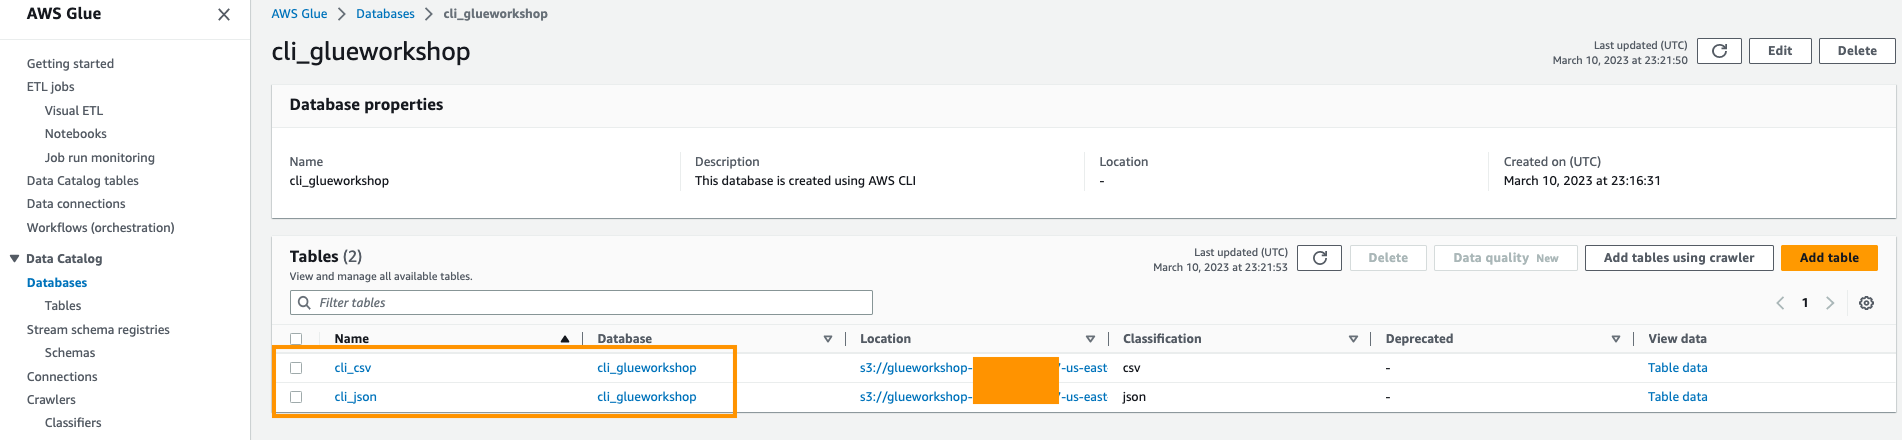 AWS Glue
Getting started
ETL jobs
Visual ETL
Notebooks
Job run monitoring
Data Catalog tables
Data connections
Workflows (orchestration)
Data Catalog
Databases
Tables
Stream schema registries
Schemas
Connections
Crawlers
Classifiers
AWS Glue Databases cli_glueworkshop
cli_glueworkshop
Last updated (UTC)
March 10, 2023 at 23:21:50
Edit Delete
Database properties
Name Description Location Created on (UTC)
cli_glueworkshop This database is created using AWS CLI - March 10, 2023 at 23:16:31
Tables (2)
View and manage all available tables.
Last updated (UTC)
March 10, 2023 at 23:21:53
Delete Data quality New Add tables using crawler Add table
Filter tables
1
Name Database Location Classification Deprecated View data
cli_csv cli_glueworkshop s3://glueworkshop- -us-east csv - Table data
cli_json cli_glueworkshop s3://glueworkshop- -us-east json - Table data